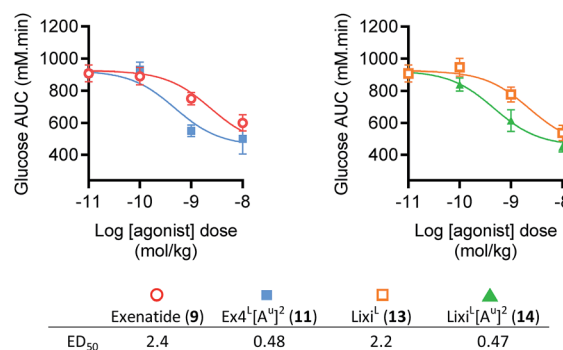 1200
1000
800
600
400
Glucose AUC (mM.min)
-11 -10 -9 -8
Log [agonist] dose
(mol/kg)
1200
1000
800
600
400
Glucose AUC (mM.min)
-11 -10 -9 -8
Log [agonist] dose
(mol/kg)
Exenatide (9) Ex4ᴸ[Aᵘ]² (11) Lixiᴸ (13) Lixiᴸ[Aᵘ]² (14)
ED₅₀ 2.4 0.48 2.2 0.47